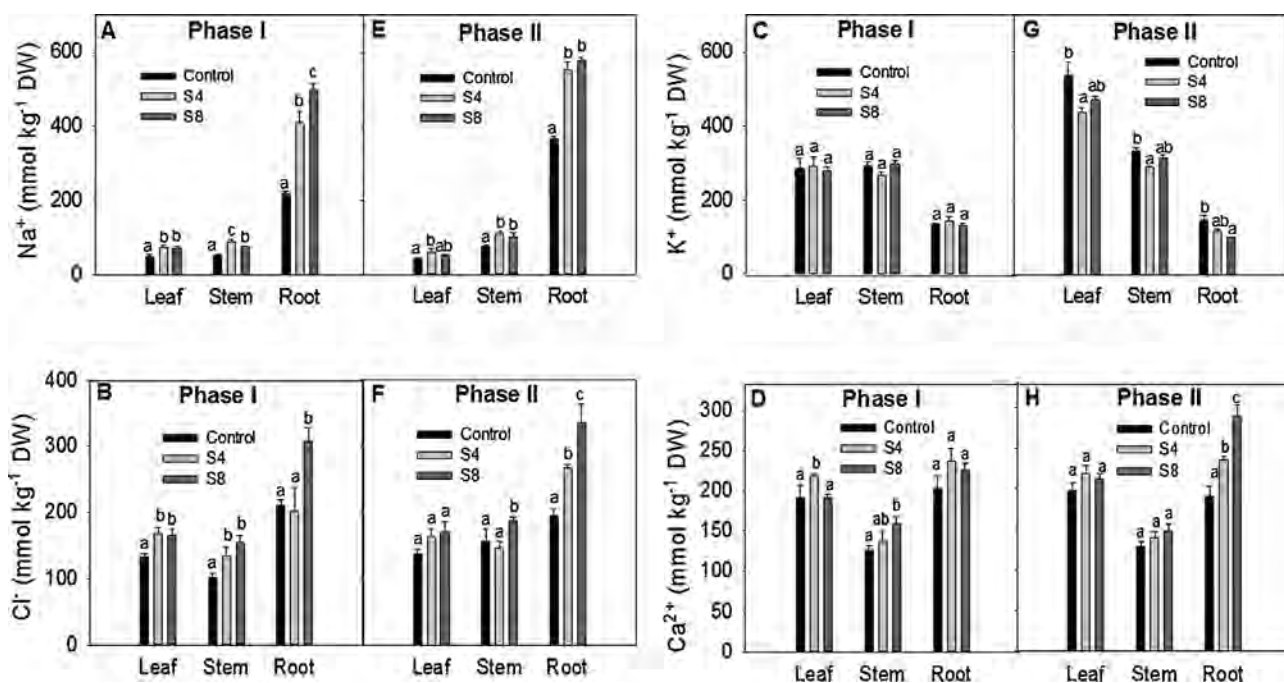 A Phase I
Control
S4
S8
Na⁺ (mmol kg⁻¹ DW)
600
400
200
0
a b b
a c b
a b c
Leaf Stem Root
E Phase II
Control
S4
S8
a b ab
a b b
a b b
Leaf Stem Root
C Phase I
Control
S4
S8
K⁺ (mmol kg⁻¹ DW)
600
400
200
0
a a a
a a a
a a a
Leaf Stem Root
G Phase II
Control
S4
S8
b a ab
b a ab
b ab a
Leaf Stem Root
B Phase I
Control
S4
S8
Cl⁻ (mmol kg⁻¹ DW)
400
300
200
100
0
a b b
a b b
a a b
Leaf Stem Root
F Phase II
Control
S4
S8
a a a
a a b
a b c
Leaf Stem Root
D Phase I
Control
S4
S8
Ca²⁺ (mmol kg⁻¹ DW)
300
250
200
150
100
50
0
a b a
a ab b
a a a
Leaf Stem Root
H Phase II
Control
S4
S8
a a a
a a a
a b c
Leaf Stem Root